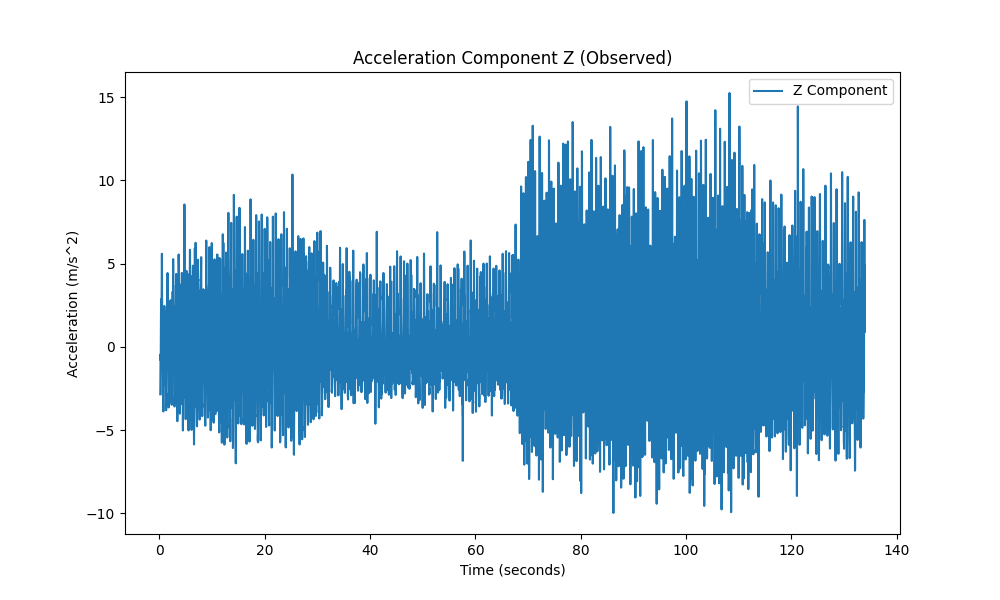 Acceleration Component Z (Observed)
Z Component
Acceleration (m/s^2)
15
10
5
0
−5
−10
0 20 40 60 80 100 120 140
Time (seconds)